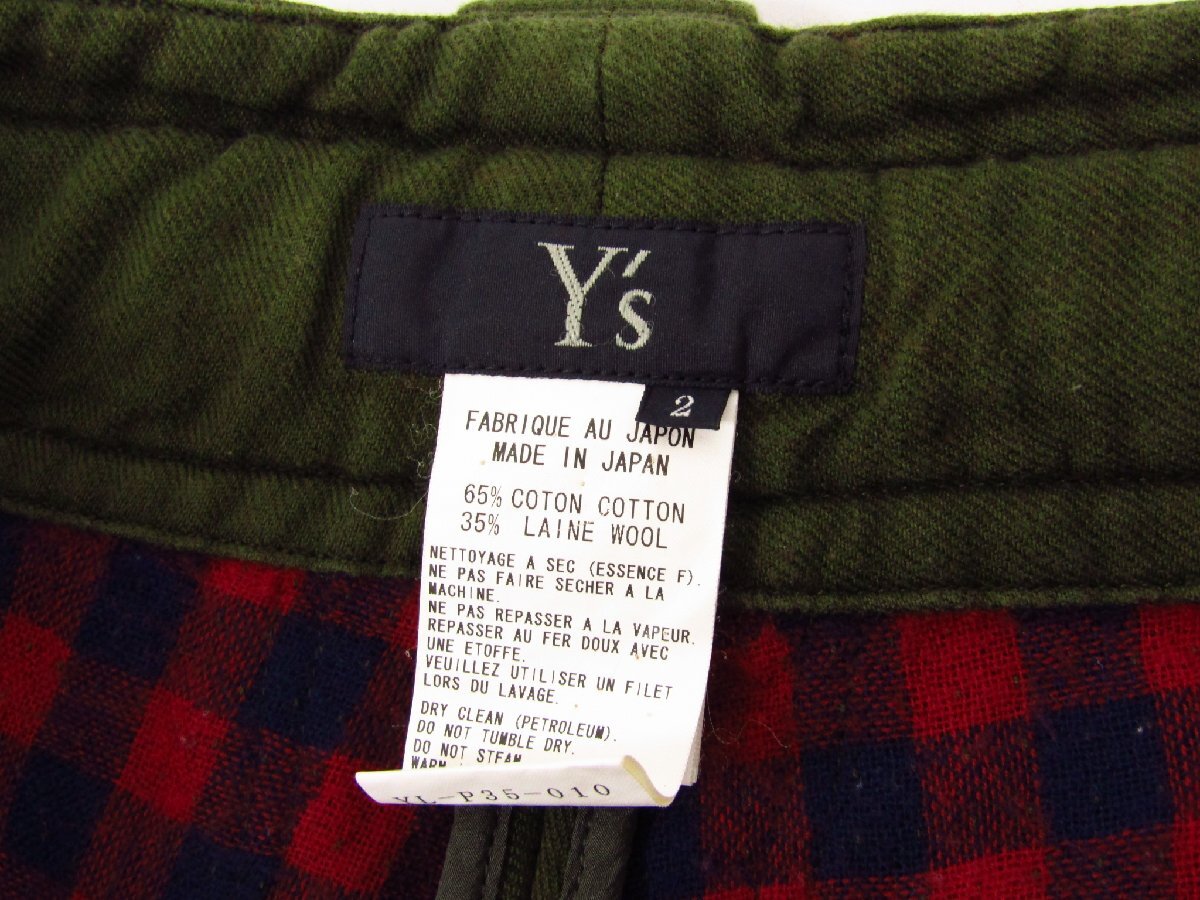 Y's
2
FABRIQUE AU JAPON
MADE IN JAPAN
65% COTON COTTON
35% LAINE WOOL
NETTOYAGE A SEC (ESSENCE F).
NE PAS FAIRE SECHER A LA
MACHINE.
NE PAS REPASSER A LA VAPEUR.
REPASSER AU FER DOUX AVEC
UNE ETOFFE.
VEUILLEZ UTILISER UN FILET
LORS DU LAVAGE.
DRY CLEAN (PETROLEUM).
DO NOT TUMBLE DRY.
DO NOT STEAM
WARM
YL-P35-010